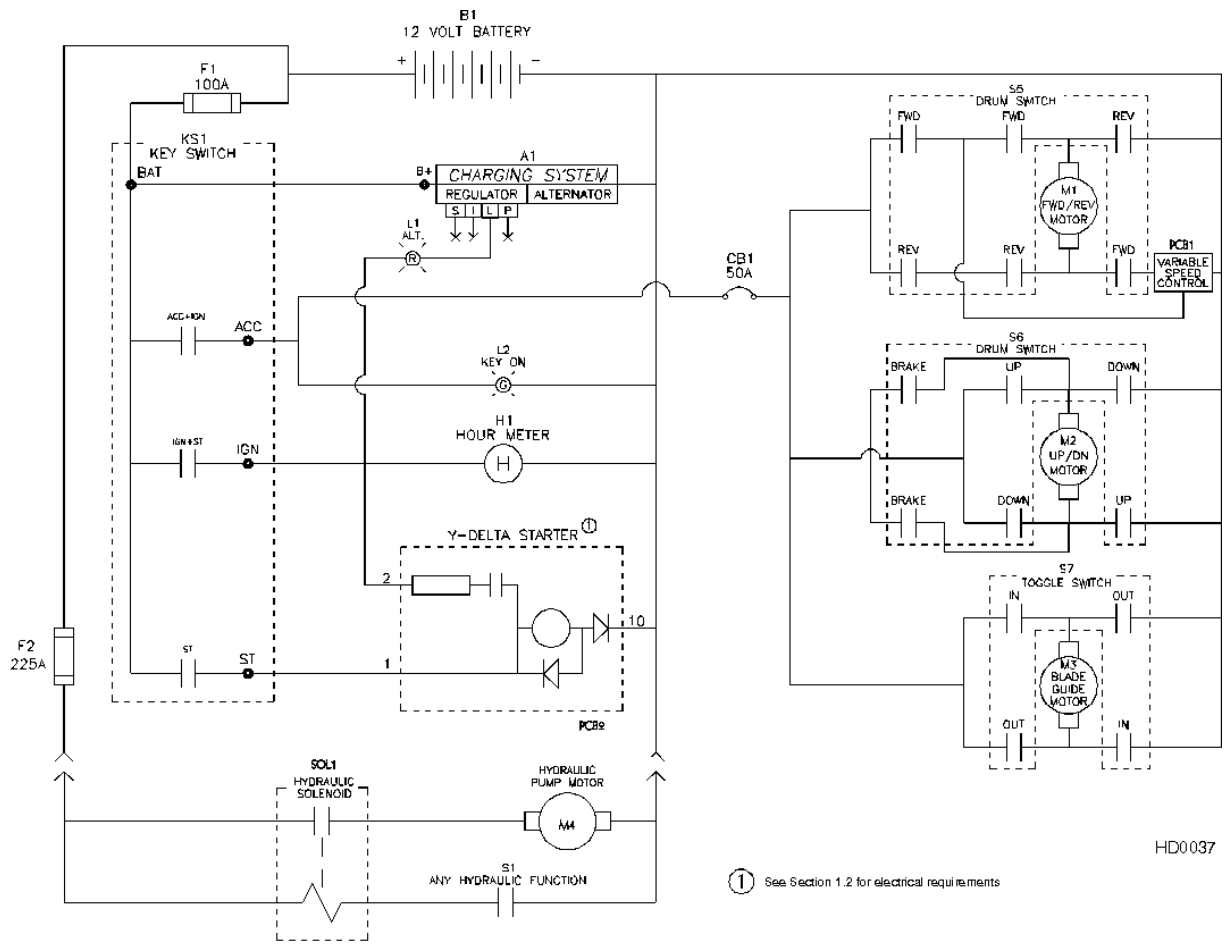 B1
12 VOLT BATTERY
+ -
F1
100A
KS1
KEY SWITCH
BAT
A1
B+
CHARGING SYSTEM
REGULATOR ALTERNATOR
S I L P
L1
ALT.
R
ACC+IGN
ACC
L2
KEY ON
G
IGN+ST
IGN
H1
HOUR METER
H
Y-DELTA STARTER 1
2
10
1
ST
ST
PCB2
F2
225A
SOL1
HYDRAULIC
SOLENOID
HYDRAULIC
PUMP MOTOR
M4
S1
ANY HYDRAULIC FUNCTION
CB1
50A
S5
DRUM SWITCH
FWD FWD REV
M1
FWD/REV
MOTOR
REV REV FWD
PCB1
VARIABLE
SPEED
CONTROL
S6
DRUM SWITCH
BRAKE UP DOWN
M2
UP/DN
MOTOR
BRAKE DOWN UP
S7
TOGGLE SWITCH
IN OUT
M3
BLADE
GUIDE
MOTOR
OUT IN
HD0037
1 See Section 1.2 for electrical requirements